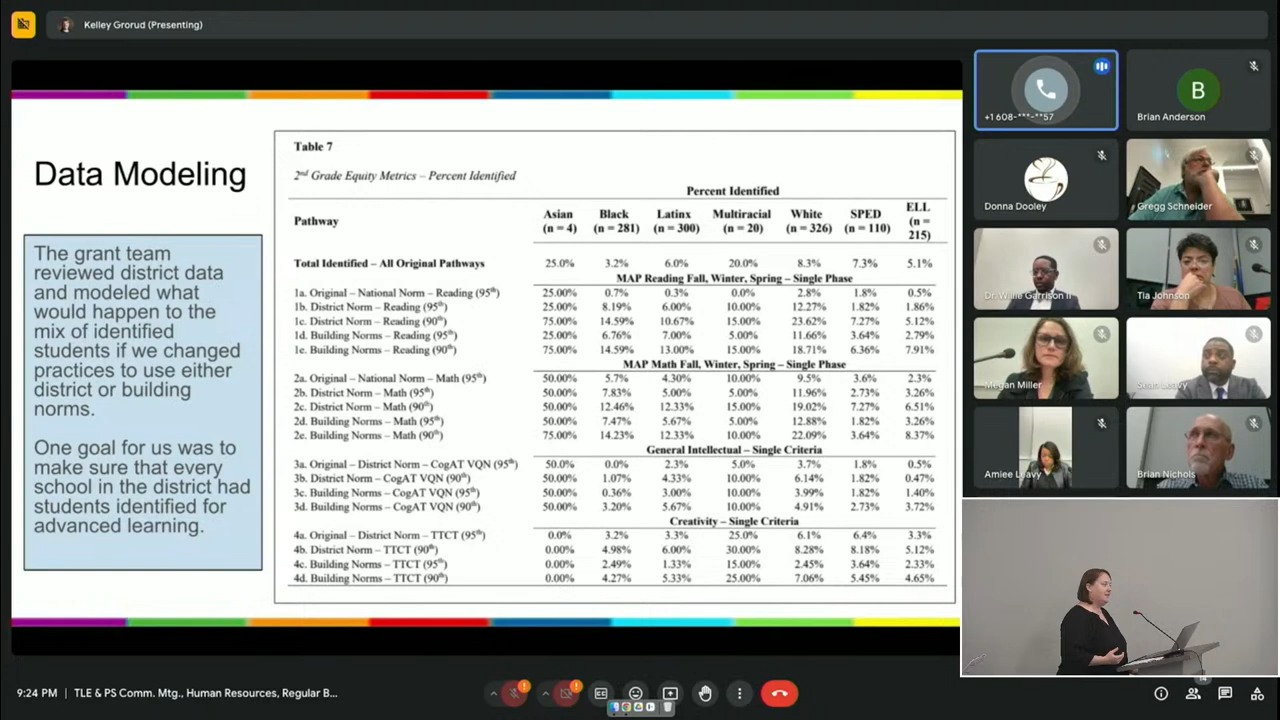 Kelley Grorud (Presenting)
Data Modeling
The grant team
reviewed district data
and modeled what
would happen to the
mix of identified
students if we changed
practices to use either
district or building
norms.
One goal for us was to
make sure that every
school in the district had
students identified for
advanced learning.
Table 7
2nd Grade Equity Metrics – Percent Identified
Percent Identified
Pathway Asian (n = 4) Black (n = 281) Latinx (n = 300) Multiracial (n = 20) White (n = 326) SPED (n = 110) ELL (n = 215)
Total Identified – All Original Pathways 25.0% 3.2% 6.0% 20.0% 8.3% 7.3% 5.1%
MAP Reading Fall, Winter, Spring – Single Phase
1a. Original – National Norm – Reading (95th) 25.00% 0.7% 0.3% 0.0% 2.8% 1.8% 0.5%
1b. District Norm – Reading (95th) 25.00% 8.19% 6.00% 10.00% 12.27% 1.82% 1.86%
1c. District Norm – Reading (90th) 75.00% 14.59% 10.67% 15.00% 23.62% 7.27% 5.12%
1d. Building Norms – Reading (95th) 25.00% 6.76% 7.00% 5.00% 11.66% 3.64% 2.79%
1e. Building Norms – Reading (90th) 75.00% 14.59% 13.00% 15.00% 18.71% 6.36% 7.91%
MAP Math Fall, Winter, Spring – Single Phase
2a. Original – National Norm – Math (95th) 50.00% 5.7% 4.30% 10.00% 9.5% 3.6% 2.3%
2b. District Norm – Math (95th) 50.00% 7.83% 5.00% 5.00% 11.96% 2.73% 3.26%
2c. District Norm – Math (90th) 50.00% 12.46% 12.33% 15.00% 19.02% 7.27% 6.51%
2d. Building Norms – Math (95th) 50.00% 7.47% 5.67% 5.00% 12.88% 1.82% 3.26%
2e. Building Norms – Math (90th) 75.00% 14.23% 12.33% 10.00% 22.09% 3.64% 8.37%
General Intellectual – Single Criteria
3a. Original – District Norm – CogAT VQN (95th) 50.0% 0.0% 2.3% 5.0% 3.7% 1.8% 0.5%
3b. District Norm – CogAT VQN (90th) 50.00% 1.07% 4.33% 10.00% 6.14% 1.82% 0.47%
3c. Building Norms – CogAT VQN (95th) 50.00% 0.36% 3.00% 10.00% 3.99% 1.82% 1.40%
3d. Building Norms – CogAT VQN (90th) 50.00% 3.20% 5.67% 10.00% 4.91% 2.73% 3.72%
Creativity – Single Criteria
4a. Original – District Norm – TTCT (95th) 0.0% 3.2% 3.3% 25.0% 6.1% 6.4% 3.3%
4b. District Norm – TTCT (90th) 0.00% 4.98% 6.00% 30.00% 8.28% 8.18% 5.12%
4c. Building Norms – TTCT (95th) 0.00% 2.49% 1.33% 15.00% 2.45% 3.64% 2.33%
4d. Building Norms – TTCT (90th) 0.00% 4.27% 5.33% 25.00% 7.06% 5.45% 4.65%
+1 608-***-**57
B
Brian Anderson
Donna Dooley
Gregg Schneider
Dr. Willie Garrison II
Tia Johnson
Megan Miller
Sean Leavy
Amiee Leavy
Brian Nichols
9:24 PM | TLE & PS Comm. Mtg., Human Resources, Regular B...
14